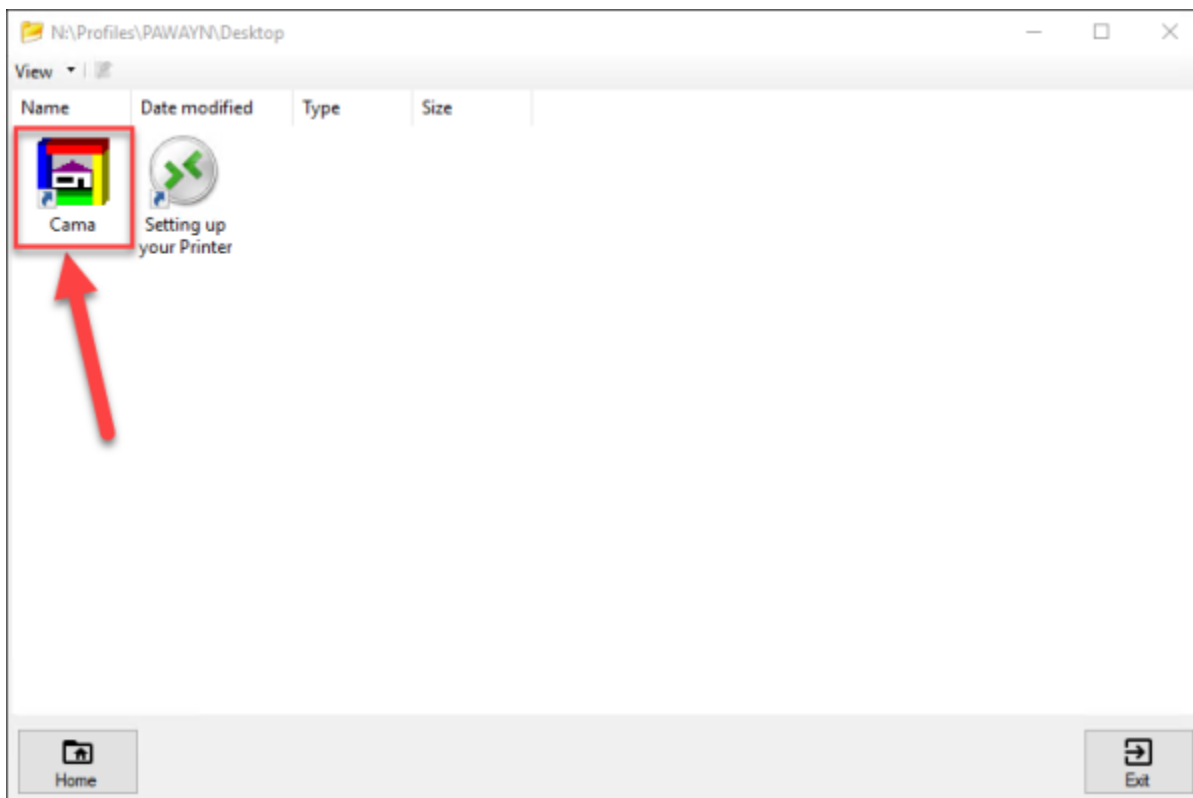 N:\Profiles\PAWAYN\Desktop
View
Name Date modified Type Size
Cama
Setting up
your Printer
Home
Exit